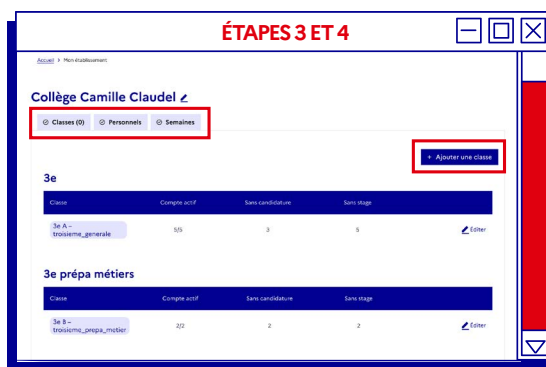 ÉTAPES 3 ET 4
Accueil > Mon établissement
Collège Camille Claudel
Classes (0) Personnels Semaines
+ Ajouter une classe
3e
Classe Compte actif Sans candidature Sans stage
3e A – 5/5 3 5 Éditer
troisieme_generale
3e prépa métiers
Classe Compte actif Sans candidature Sans stage
3e B – 2/2 2 2 Éditer
troisieme_prepa_metier